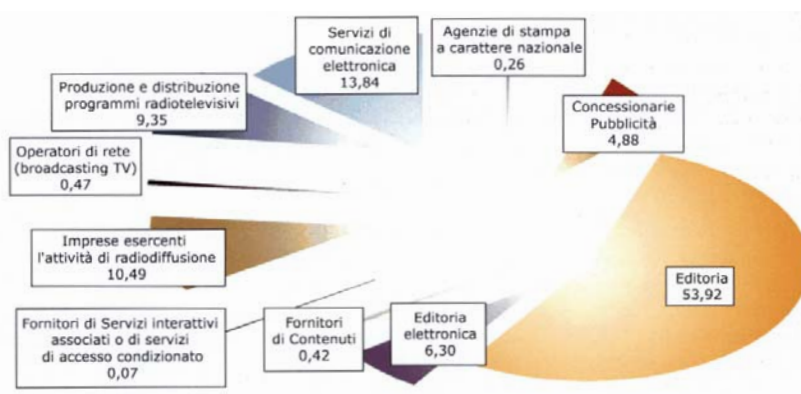 Servizi di
comunicazione
elettronica
13,84
Agenzie di stampa
a carattere nazionale
0,26
Produzione e distribuzione
programmi radiotelevisivi
9,35
Concessionarie
Pubblicità
4,88
Operatori di rete
(broadcasting TV)
0,47
Imprese esercenti
l'attività di radiodiffusione
10,49
Editoria
53,92
Fornitori di Servizi interattivi
associati o di servizi
di accesso condizionato
0,07
Fornitori
di Contenuti
0,42
Editoria
elettronica
6,30